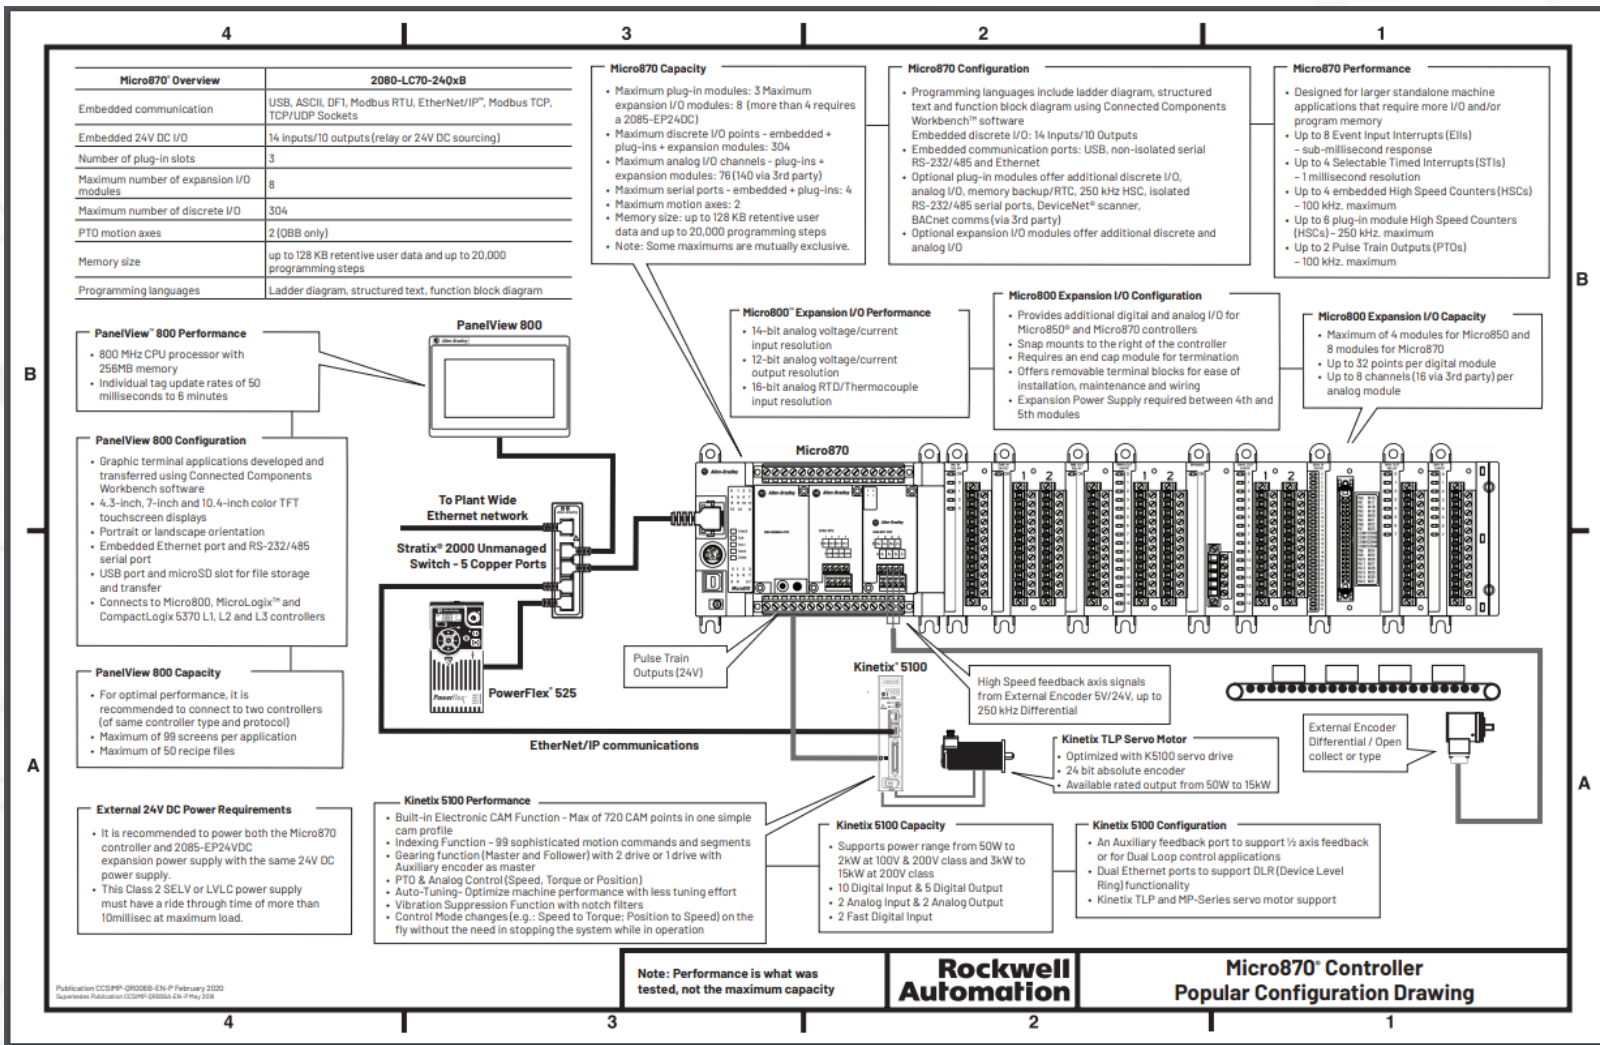 4 3 2 1
Micro870® Overview 2080-LC70-24QxB
Embedded communication
USB, ASCII, DF1, Modbus RTU, EtherNet/IP™, Modbus TCP,
TCP/UDP Sockets
Embedded 24V DC I/O 14 inputs/10 outputs (relay or 24V DC sourcing)
Number of plug-in slots 3
Maximum number of expansion I/O
modules
8
Maximum number of discrete I/O 304
PTO motion axes 2 (QBB only)
Memory size
up to 128 KB retentive user data and up to 20,000
programming steps
Programming languages Ladder diagram, structured text, function block diagram
Micro870 Capacity
• Maximum plug-in modules: 3 Maximum
expansion I/O modules: 8 (more than 4 requires
a 2085-EP24DC)
• Maximum discrete I/O points - embedded +
plug-ins + expansion modules: 304
• Maximum analog I/O channels - plug-ins +
expansion modules: 76 (140 via 3rd party)
• Maximum serial ports - embedded + plug-ins: 4
• Maximum motion axes: 2
• Memory size: up to 128 KB retentive user
data and up to 20,000 programming steps
• Note: Some maximums are mutually exclusive.
Micro870 Configuration
• Programming languages include ladder diagram, structured
text and function block diagram using Connected Components
Workbench™ software
Embedded discrete I/O: 14 Inputs/10 Outputs
• Embedded communication ports: USB, non-isolated serial
RS-232/485 and Ethernet
• Optional plug-in modules offer additional discrete I/O,
analog I/O, memory backup/RTC, 250 kHz HSC, isolated
RS-232/485 serial ports, DeviceNet® scanner,
BACnet comms (via 3rd party)
• Optional expansion I/O modules offer additional discrete and
analog I/O
Micro870 Performance
• Designed for larger standalone machine
applications that require more I/O and/or
program memory
• Up to 8 Event Input Interrupts (EIIs)
– sub-millisecond response
• Up to 4 Selectable Timed Interrupts (STIs)
– 1 millisecond resolution
• Up to 4 embedded High Speed Counters (HSCs)
– 100 kHz. maximum
• Up to 6 plug-in module High Speed Counters
(HSCs) – 250 kHz. maximum
• Up to 2 Pulse Train Outputs (PTOs)
– 100 kHz. maximum
B
B
Micro800™ Expansion I/O Performance
• 14-bit analog voltage/current
input resolution
• 12-bit analog voltage/current
output resolution
• 16-bit analog RTD/Thermocouple
input resolution
Micro800 Expansion I/O Configuration
• Provides additional digital and analog I/O for
Micro850® and Micro870 controllers
• Snap mounts to the right of the controller
• Requires an end cap module for termination
• Offers removable terminal blocks for ease of
installation, maintenance and wiring
• Expansion Power Supply required between 4th and
5th modules
Micro800 Expansion I/O Capacity
• Maximum of 4 modules for Micro850 and
8 modules for Micro870
• Up to 32 points per digital module
• Up to 8 channels (16 via 3rd party) per
analog module
PanelView™ 800 Performance
• 800 MHz CPU processor with
256MB memory
• Individual tag update rates of 50
milliseconds to 6 minutes
PanelView 800
Allen-Bradley
PanelView 800 Configuration
• Graphic terminal applications developed and
transferred using Connected Components
Workbench software
• 4.3-inch, 7-inch and 10.4-inch color TFT
touchscreen displays
• Portrait or landscape orientation
• Embedded Ethernet port and RS-232/485
serial port
• USB port and microSD slot for file storage
and transfer
• Connects to Micro800, MicroLogix™ and
CompactLogix 5370 L1, L2 and L3 controllers
To Plant Wide
Ethernet network
Stratix® 2000 Unmanaged
Switch - 5 Copper Ports
Micro870
Allen-Bradley
Allen-Bradley
Allen-Bradley
Allen-Bradley
1 2
1 2
1 2
PanelView 800 Capacity
• For optimal performance, it is
recommended to connect to two controllers
(of same controller type and protocol)
• Maximum of 99 screens per application
• Maximum of 50 recipe files
PowerFlex
PowerFlex® 525
Pulse Train
Outputs (24V)
Kinetix® 5100
High Speed feedback axis signals
from External Encoder 5V/24V, up to
250 kHz Differential
EtherNet/IP communications
Kinetix TLP Servo Motor
• Optimized with K5100 servo drive
• 24 bit absolute encoder
• Available rated output from 50W to 15kW
External Encoder
Differential / Open
collect or type
A
A
External 24V DC Power Requirements
• It is recommended to power both the Micro870
controller and 2085-EP24VDC
expansion power supply with the same 24V DC
power supply.
• This Class 2 SELV or LVLC power supply
must have a ride through time of more than
10millisec at maximum load.
Kinetix 5100 Performance
• Built-in Electronic CAM Function - Max of 720 CAM points in one simple
cam profile
• Indexing Function – 99 sophisticated motion commands and segments
• Gearing function (Master and Follower) with 2 drive or 1 drive with
Auxiliary encoder as master
• PTO & Analog Control (Speed, Torque or Position)
• Auto-Tuning- Optimize machine performance with less tuning effort
• Vibration Suppression Function with notch filters
• Control Mode changes (e.g.: Speed to Torque; Position to Speed) on the
fly without the need in stopping the system while in operation
Kinetix 5100 Capacity
• Supports power range from 50W to
2kW at 100V & 200V class and 3kW to
15kW at 200V class
• 10 Digital Input & 5 Digital Output
• 2 Analog Input & 2 Analog Output
• 2 Fast Digital Input
Kinetix 5100 Configuration
• An Auxiliary feedback port to support ½ axis feedback
or for Dual Loop control applications
• Dual Ethernet ports to support DLR (Device Level
Ring) functionality
• Kinetix TLP and MP-Series servo motor support
Publication CCSIMP-QR006B-EN-P February 2020
Supersedes Publication CCSIMP-QR006A-EN-P May 2018
Note: Performance is what was
tested, not the maximum capacity
Rockwell
Automation
Micro870® Controller
Popular Configuration Drawing
4 3 2 1